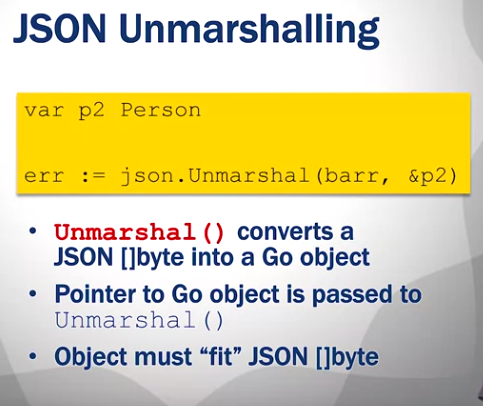 JSON Unmarshalling
var p2 Person
err := json.Unmarshal(barr, &p2)
• Unmarshal() converts a
JSON []byte into a Go object
• Pointer to Go object is passed to
Unmarshal()
• Object must “fit” JSON []byte